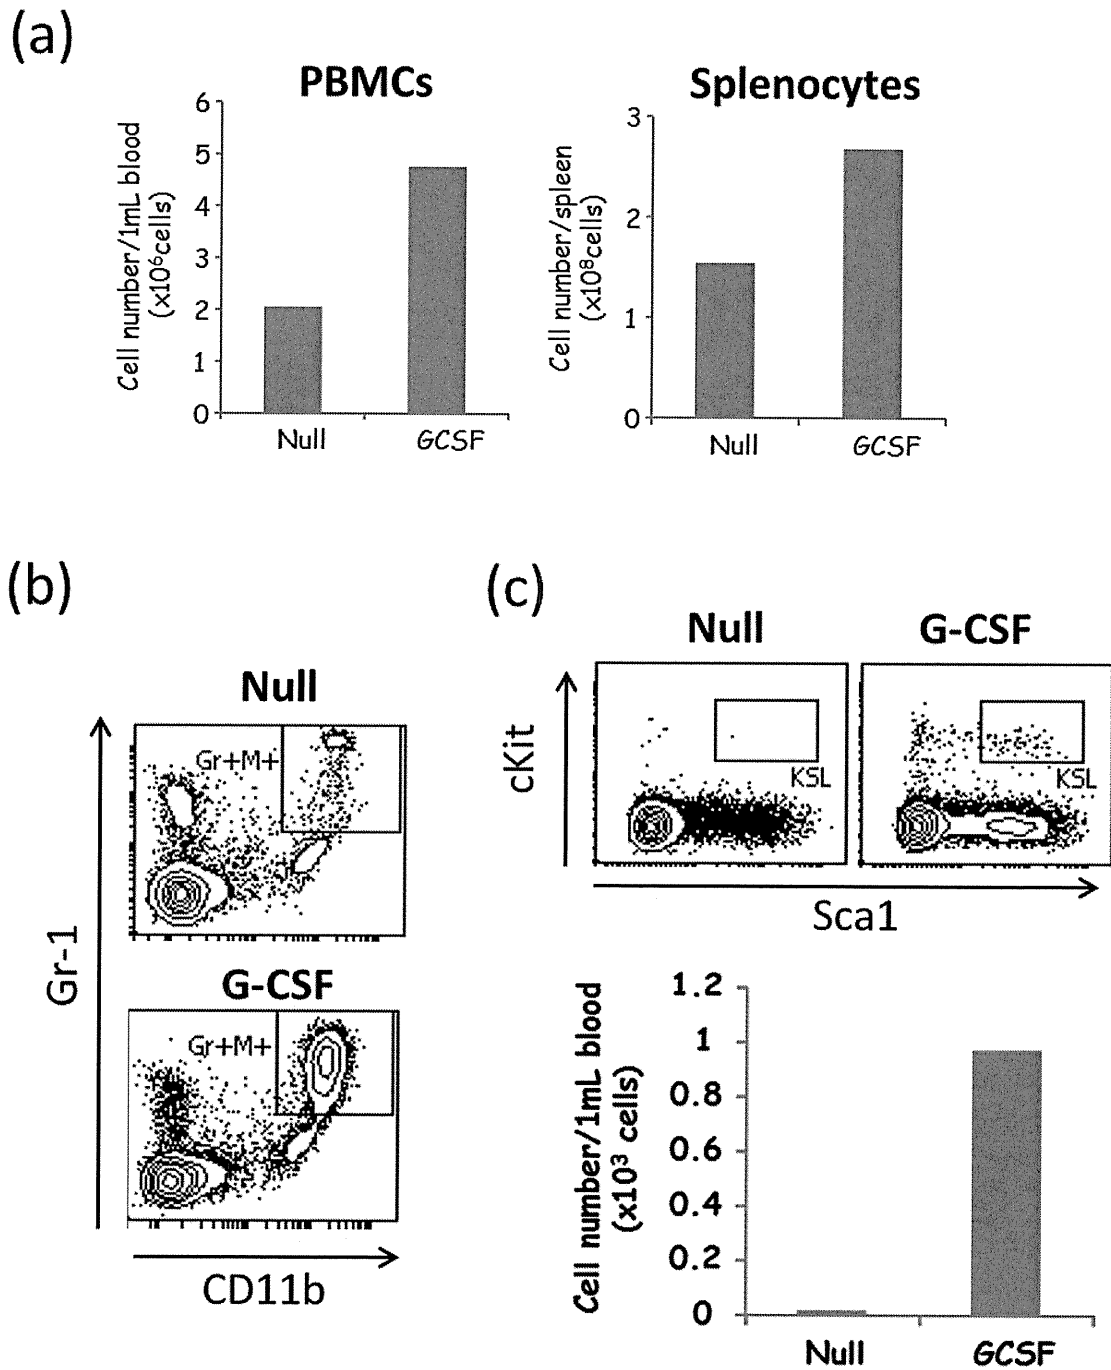 (a)
PBMCs
Cell number/1mL blood
(x10⁶cells)
6
5
4
3
2
1
0
Null
GCSF
Splenocytes
Cell number/spleen
(x10⁸cells)
3
2
1
0
Null
GCSF
(b)
Null
Gr+M+
G-CSF
Gr+M+
Gr-1
CD11b
(c)
Null
G-CSF
cKit
KSL
KSL
Sca1
Cell number/1mL blood
(x10³ cells)
1.2
1
0.8
0.6
0.4
0.2
0
Null
GCSF